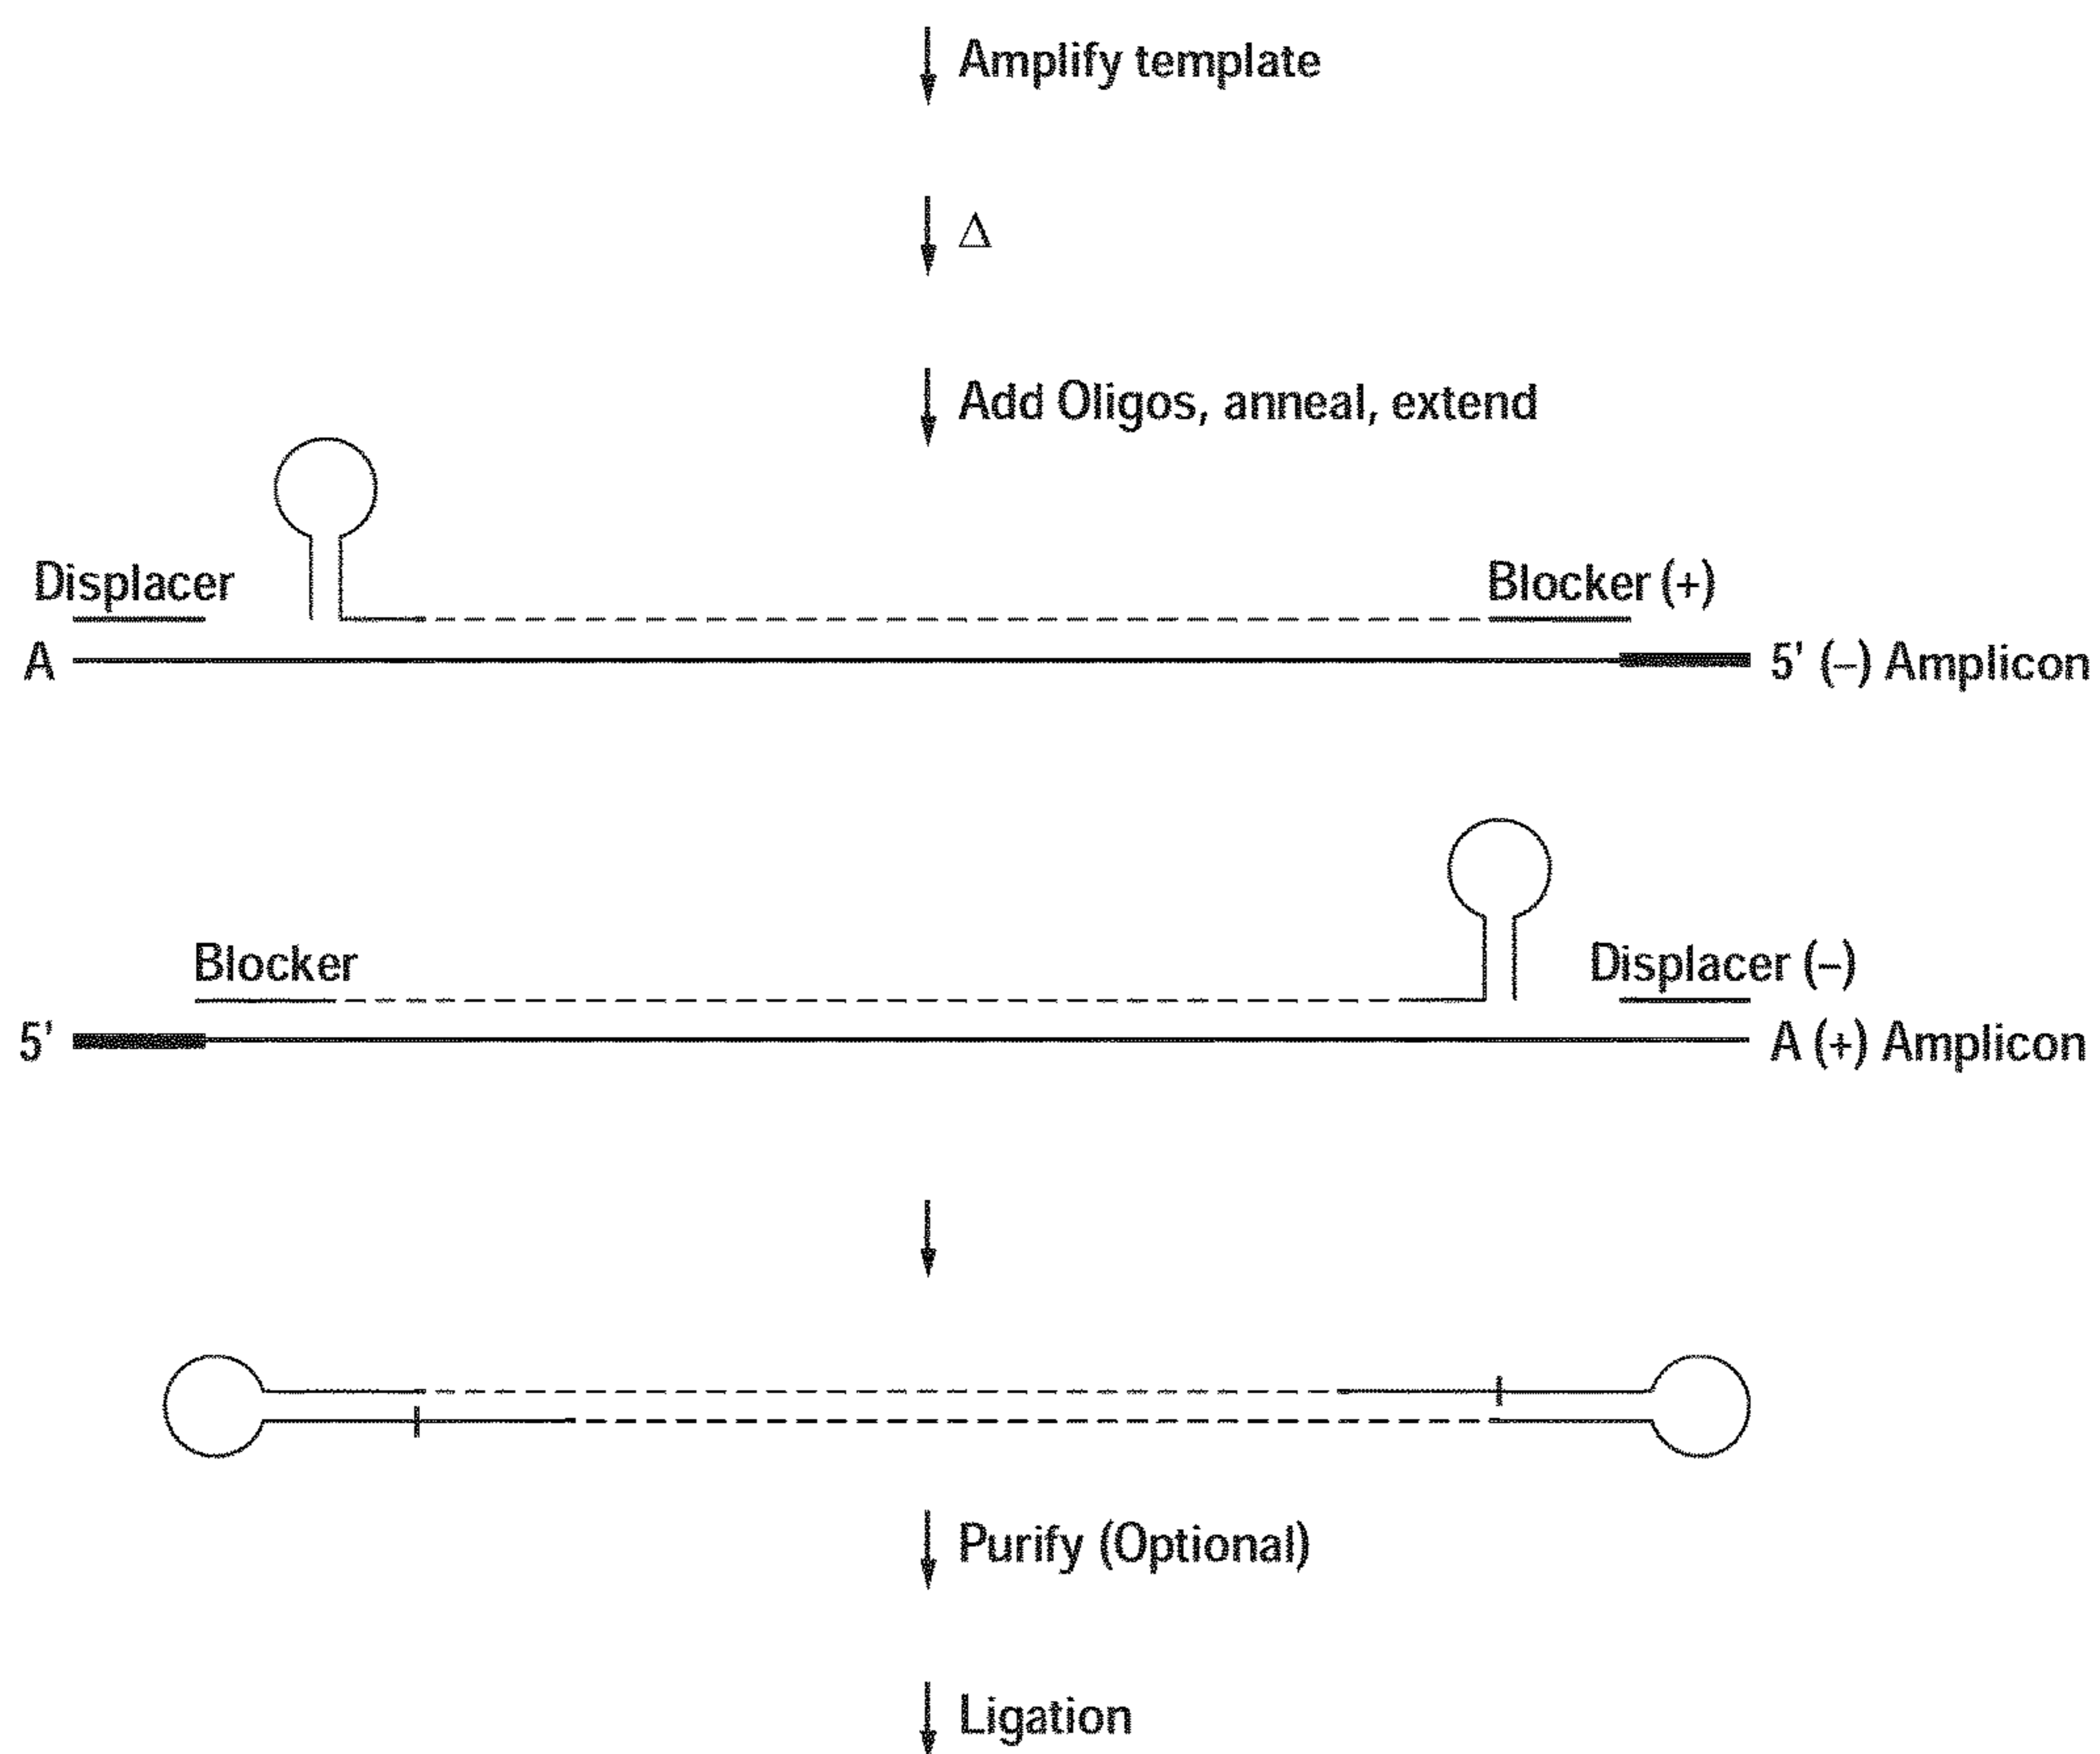 Amplify template
Δ
Add Oligos, anneal, extend
Displacer
Blocker (+)
A
5' (–) Amplicon
Blocker
Displacer (–)
5'
A (+) Amplicon
Purify (Optional)
Ligation